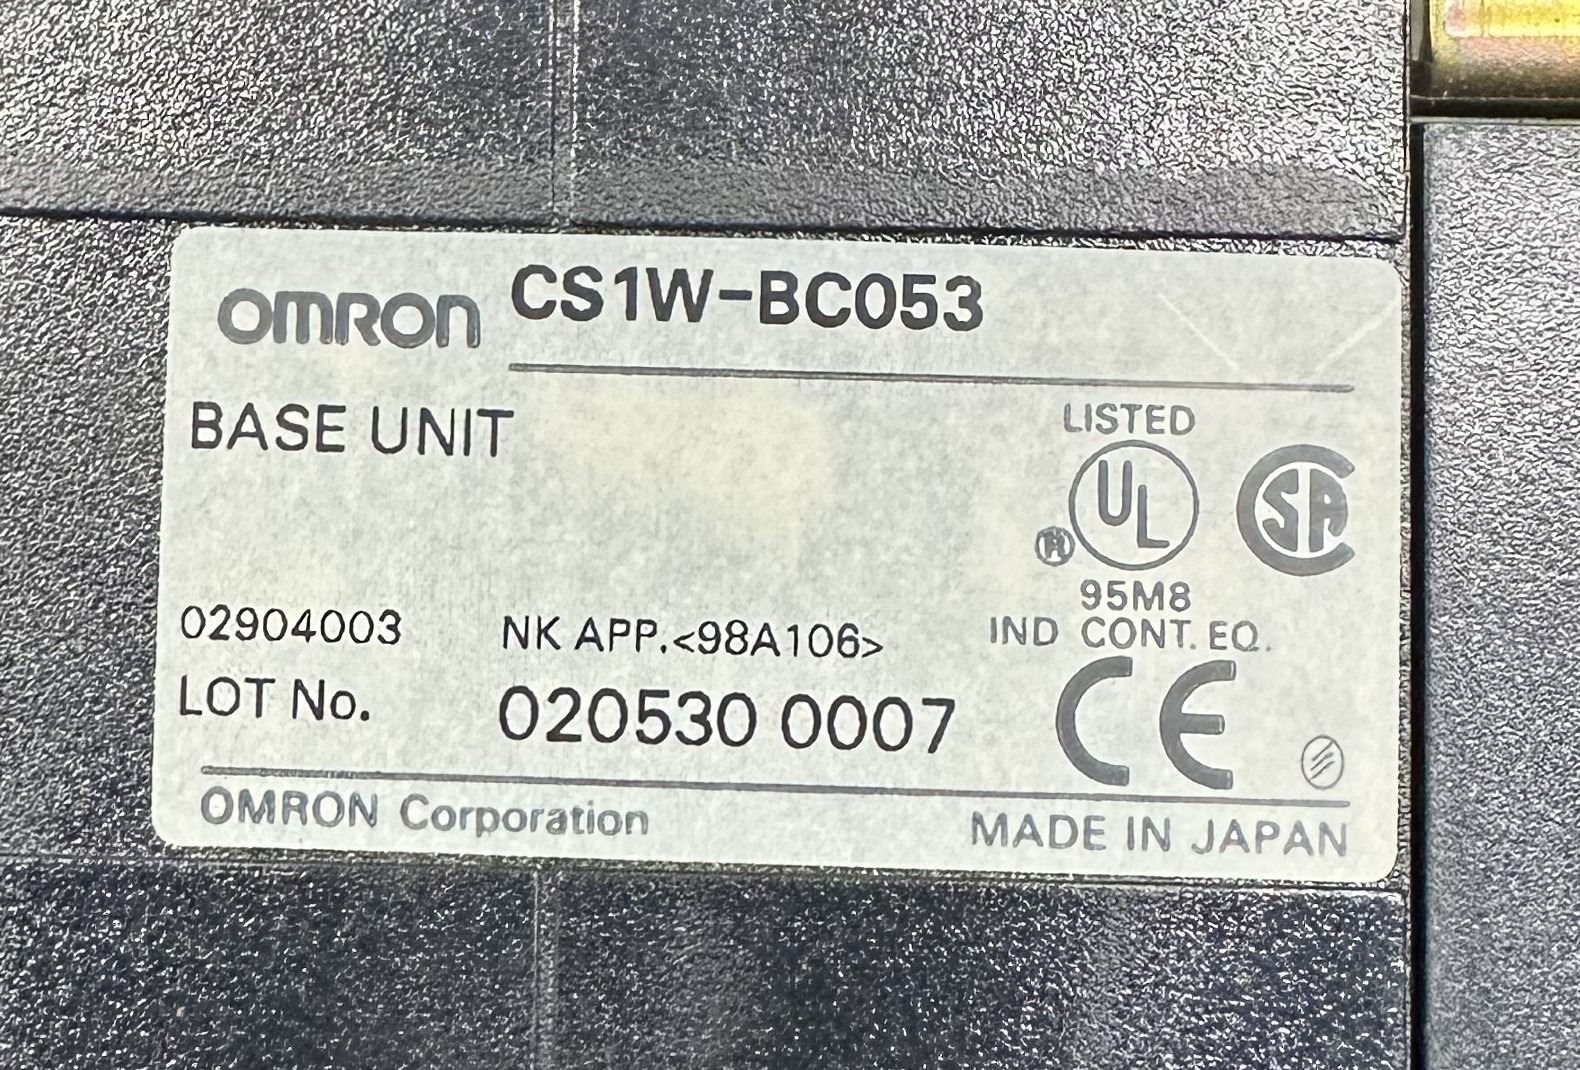 OMRON CS1W-BC053
BASE UNIT
LISTED
UL
SA
R
95M8
02904003 NK APP.<98A106> IND CONT. EQ.
LOT No. 020530 0007 CE
OMRON Corporation MADE IN JAPAN